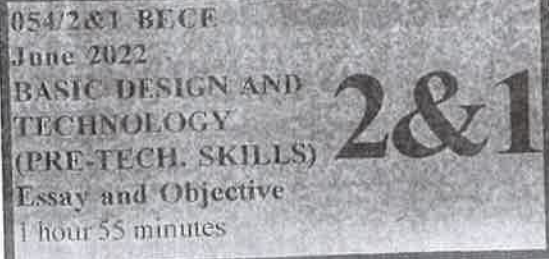 054/2&1 BECE
June 2022
BASIC DESIGN AND
TECHNOLOGY
(PRE-TECH. SKILLS)
Essay and Objective
1 hour 55 minutes
2&1